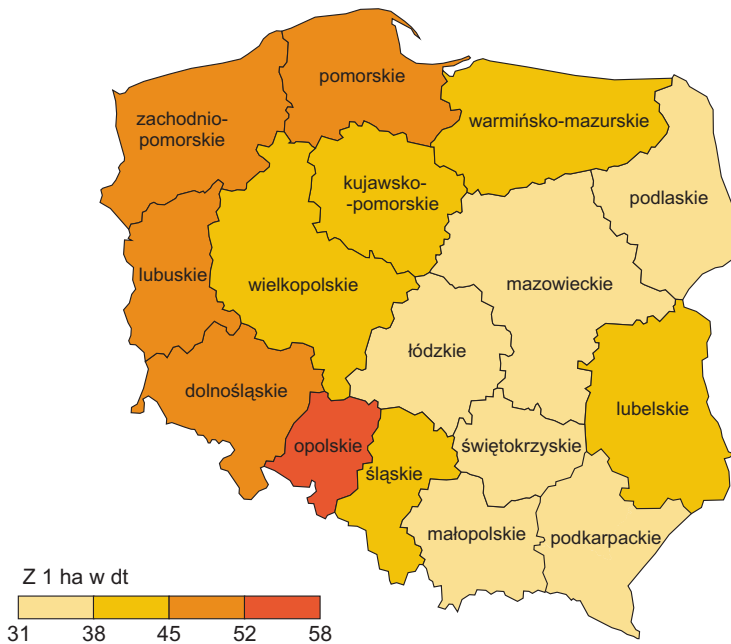 pomorskie
zachodnio-
pomorskie
warmińsko-mazurskie
kujawsko-
-pomorskie
podlaskie
lubuskie
wielkopolskie
mazowieckie
łódzkie
dolnośląskie
lubelskie
opolskie
świętokrzyskie
śląskie
małopolskie
podkarpackie
Z 1 ha w dt
31 38 45 52 58